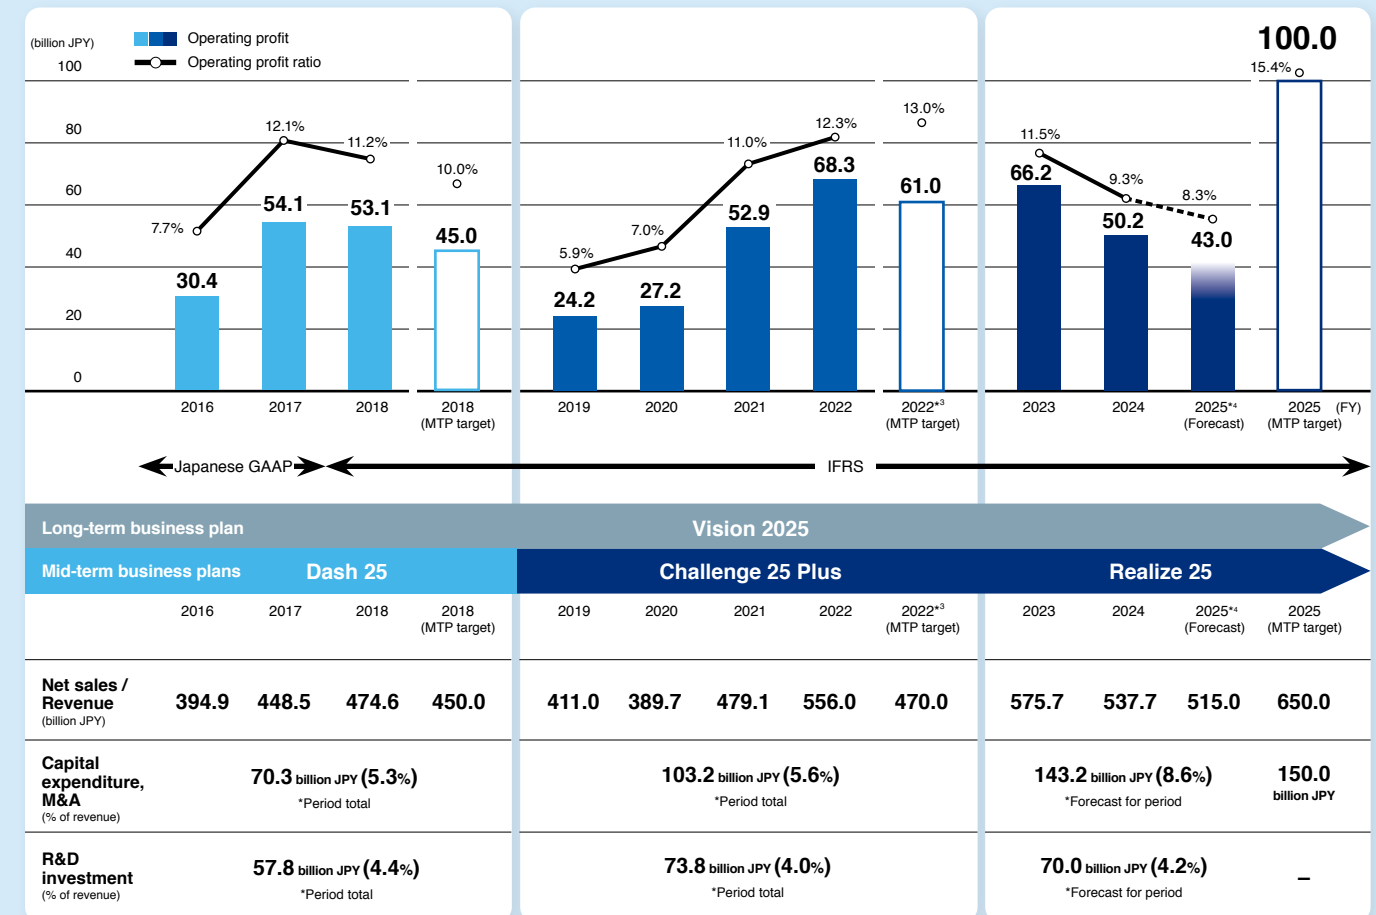 (billion JPY)
Operating profit
Operating profit ratio
100
80
60
40
20
0
7.7%
12.1%
11.2%
10.0%
30.4
54.1
53.1
45.0
2016
2017
2018
2018
(MTP target)
5.9%
7.0%
11.0%
12.3%
13.0%
24.2
27.2
52.9
68.3
61.0
2019
2020
2021
2022
2022*3
(MTP target)
11.5%
9.3%
8.3%
15.4%
66.2
50.2
43.0
100.0
2023
2024
2025*4
(Forecast)
2025
(MTP target)
(FY)
Japanese GAAP
IFRS
Long-term business plan
Vision 2025
Mid-term business plans
Dash 25
Challenge 25 Plus
Realize 25
2016 2017 2018 2018 2019 2020 2021 2022 2022*3 2023 2024 2025*4 2025
(MTP target) (MTP target) (Forecast) (MTP target)
Net sales /
Revenue
(billion JPY)
394.9 448.5 474.6 450.0 411.0 389.7 479.1 556.0 470.0 575.7 537.7 515.0 650.0
Capital
expenditure,
M&A
(% of revenue)
70.3 billion JPY (5.3%)
*Period total
103.2 billion JPY (5.6%)
*Period total
143.2 billion JPY (8.6%)
*Forecast for period
150.0
billion JPY
R&D
investment
(% of revenue)
57.8 billion JPY (4.4%)
*Period total
73.8 billion JPY (4.0%)
*Period total
70.0 billion JPY (4.2%)
*Forecast for period
–